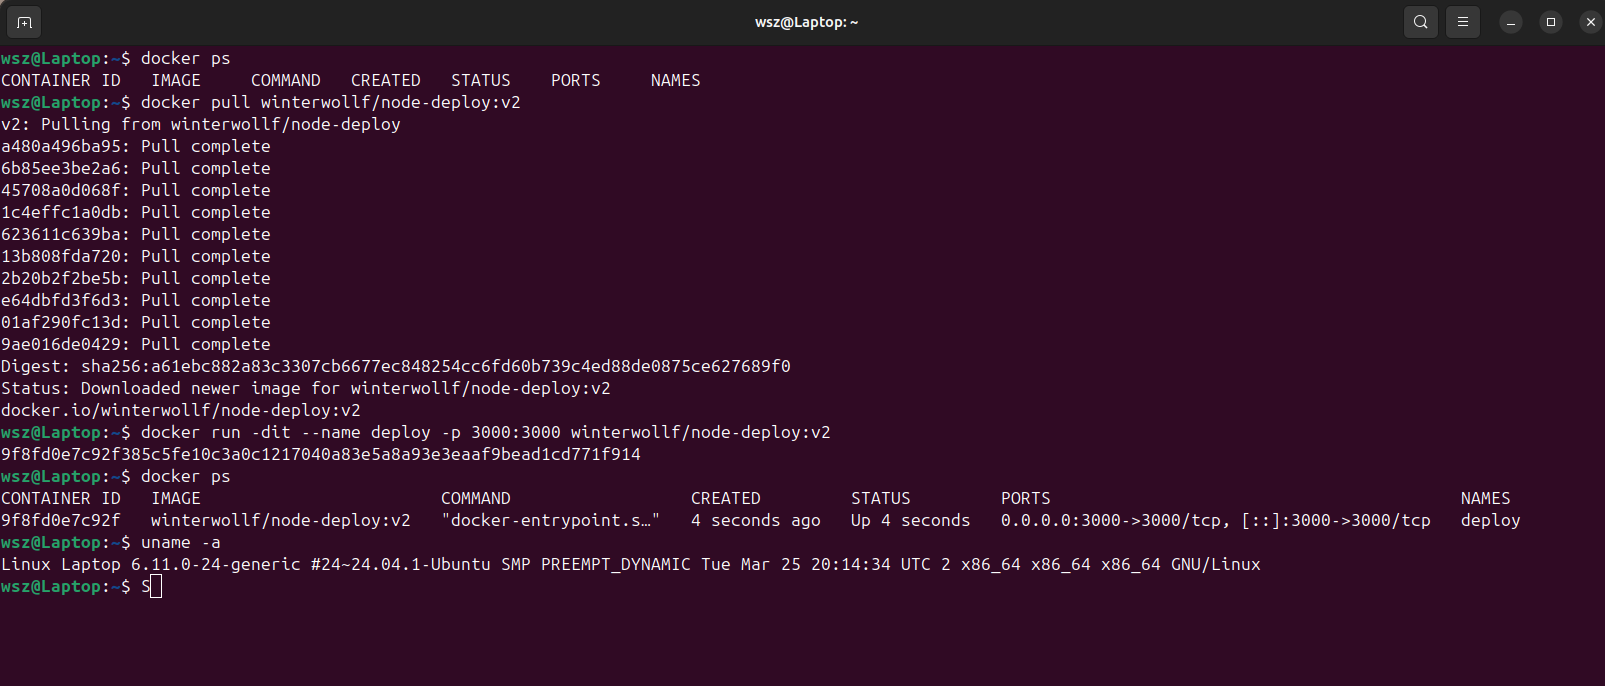 wsz@Laptop: ~
wsz@Laptop:~$ docker ps
CONTAINER ID   IMAGE     COMMAND   CREATED   STATUS    PORTS     NAMES
wsz@Laptop:~$ docker pull winterwollf/node-deploy:v2
v2: Pulling from winterwollf/node-deploy
a480a496ba95: Pull complete
6b85ee3be2a6: Pull complete
45708a0d068f: Pull complete
1c4effc1a0db: Pull complete
623611c639ba: Pull complete
13b808fda720: Pull complete
2b20b2f2be5b: Pull complete
e64dbfd3f6d3: Pull complete
01af290fc13d: Pull complete
9ae016de0429: Pull complete
Digest: sha256:a61ebc882a83c3307cb6677ec848254cc6fd60b739c4ed88de0875ce627689f0
Status: Downloaded newer image for winterwollf/node-deploy:v2
docker.io/winterwollf/node-deploy:v2
wsz@Laptop:~$ docker run -dit --name deploy -p 3000:3000 winterwollf/node-deploy:v2
9f8fd0e7c92f385c5fe10c3a0c1217040a83e5a8a93e3eaaf9bead1cd771f914
wsz@Laptop:~$ docker ps
CONTAINER ID   IMAGE                        COMMAND                  CREATED         STATUS         PORTS                                         NAMES
9f8fd0e7c92f   winterwollf/node-deploy:v2   "docker-entrypoint.s…"   4 seconds ago   Up 4 seconds   0.0.0.0:3000->3000/tcp, [::]:3000->3000/tcp   deploy
wsz@Laptop:~$ uname -a
Linux Laptop 6.11.0-24-generic #24~24.04.1-Ubuntu SMP PREEMPT_DYNAMIC Tue Mar 25 20:14:34 UTC 2 x86_64 x86_64 x86_64 GNU/Linux
wsz@Laptop:~$ S